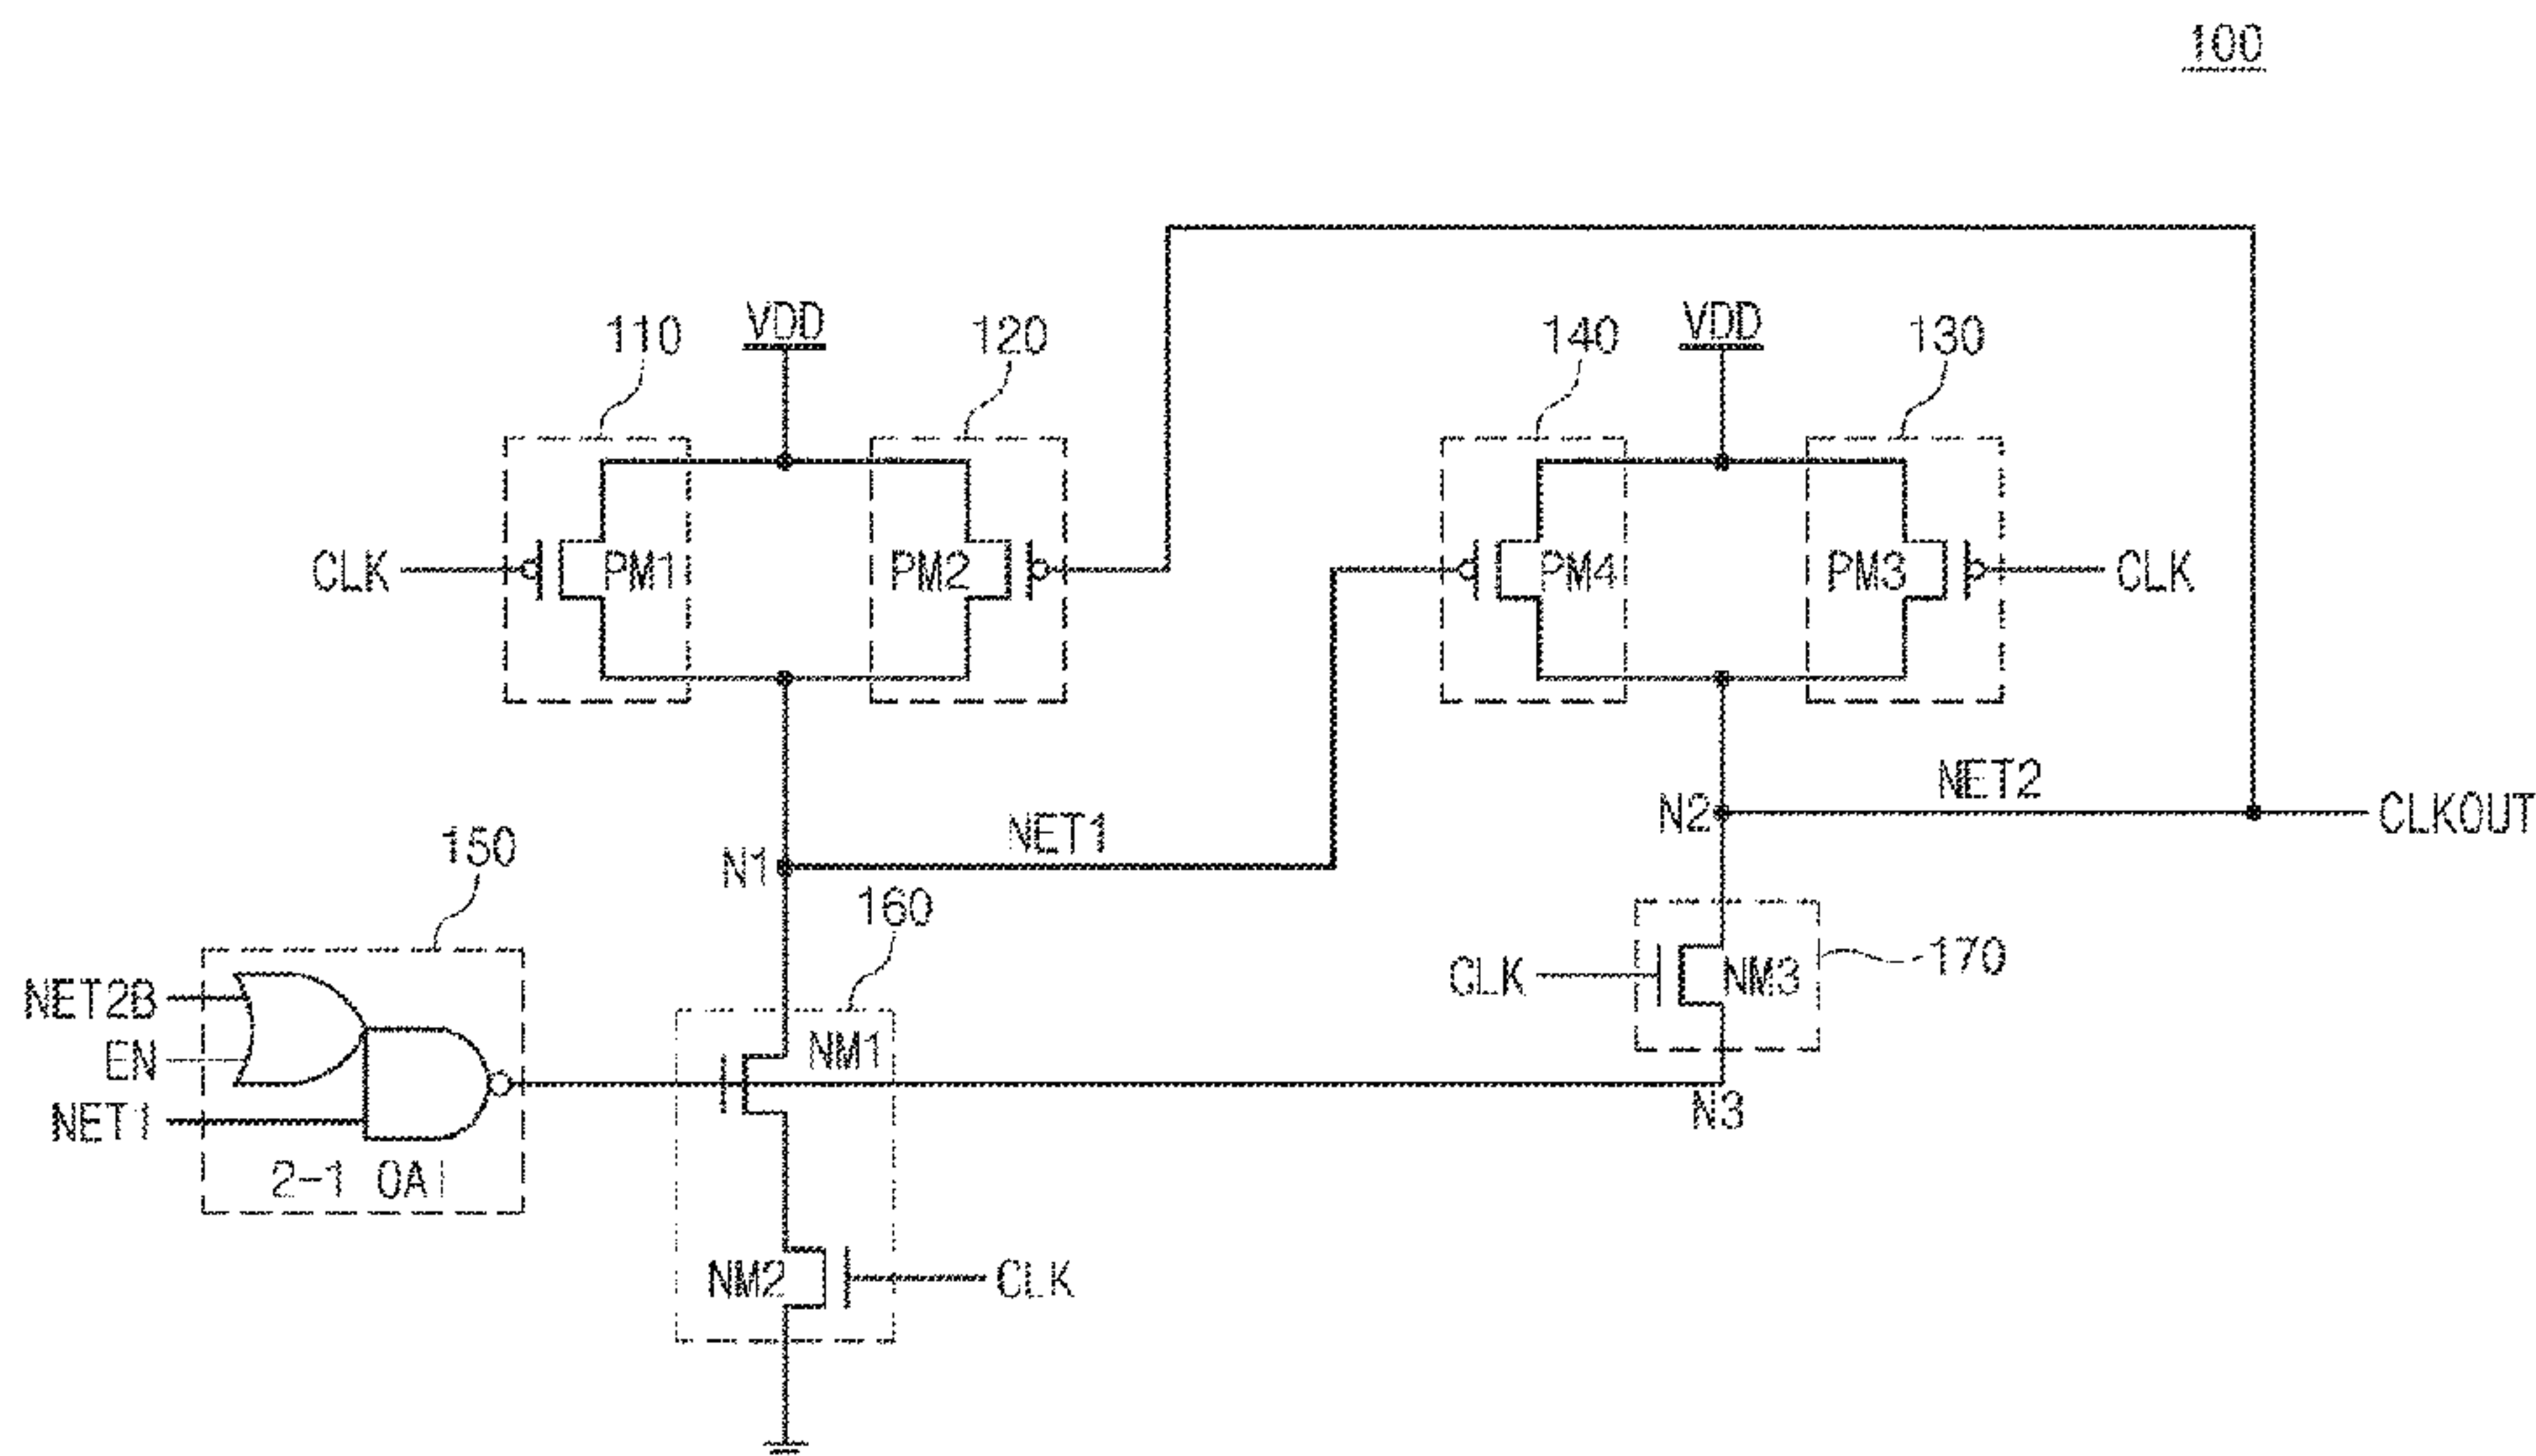 100
110
VDD
120
140
VDD
130
CLK
PM1
PM2
PM4
PM3
CLK
NET2
N2
CLKOUT
NET1
N1
150
160
170
CLK
NM3
NET2B
EN
NET1
NM1
N3
2-1 OAI
NM2
CLK